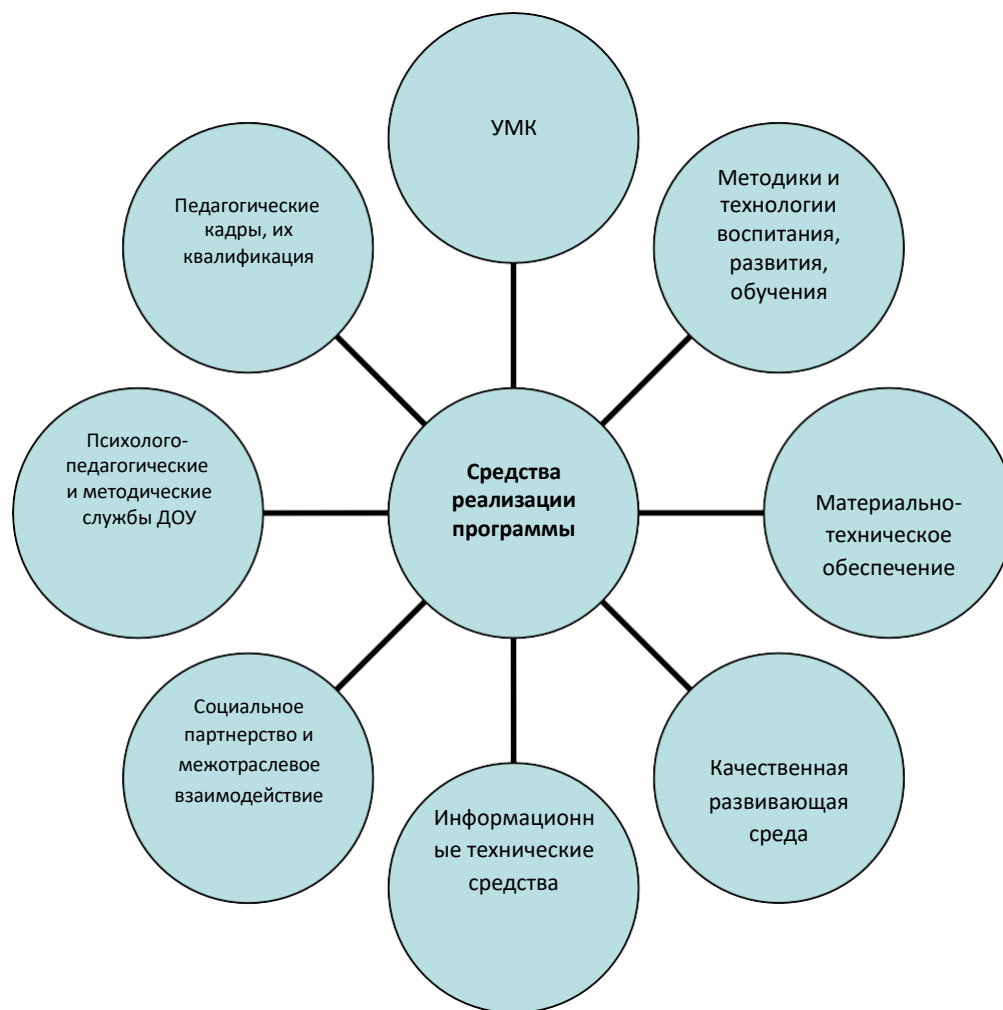 УМК
Методики и
технологии
воспитания,
развития,
обучения
Педагогические
кадры, их
квалификация
Психолого-
педагогические
и методические
службы ДОУ
Средства
реализации
программы
Материально-
техническое
обеспечение
Социальное
партнерство и
межотраслевое
взаимодействие
Качественная
развивающая
среда
Информационн
ые технические
средства